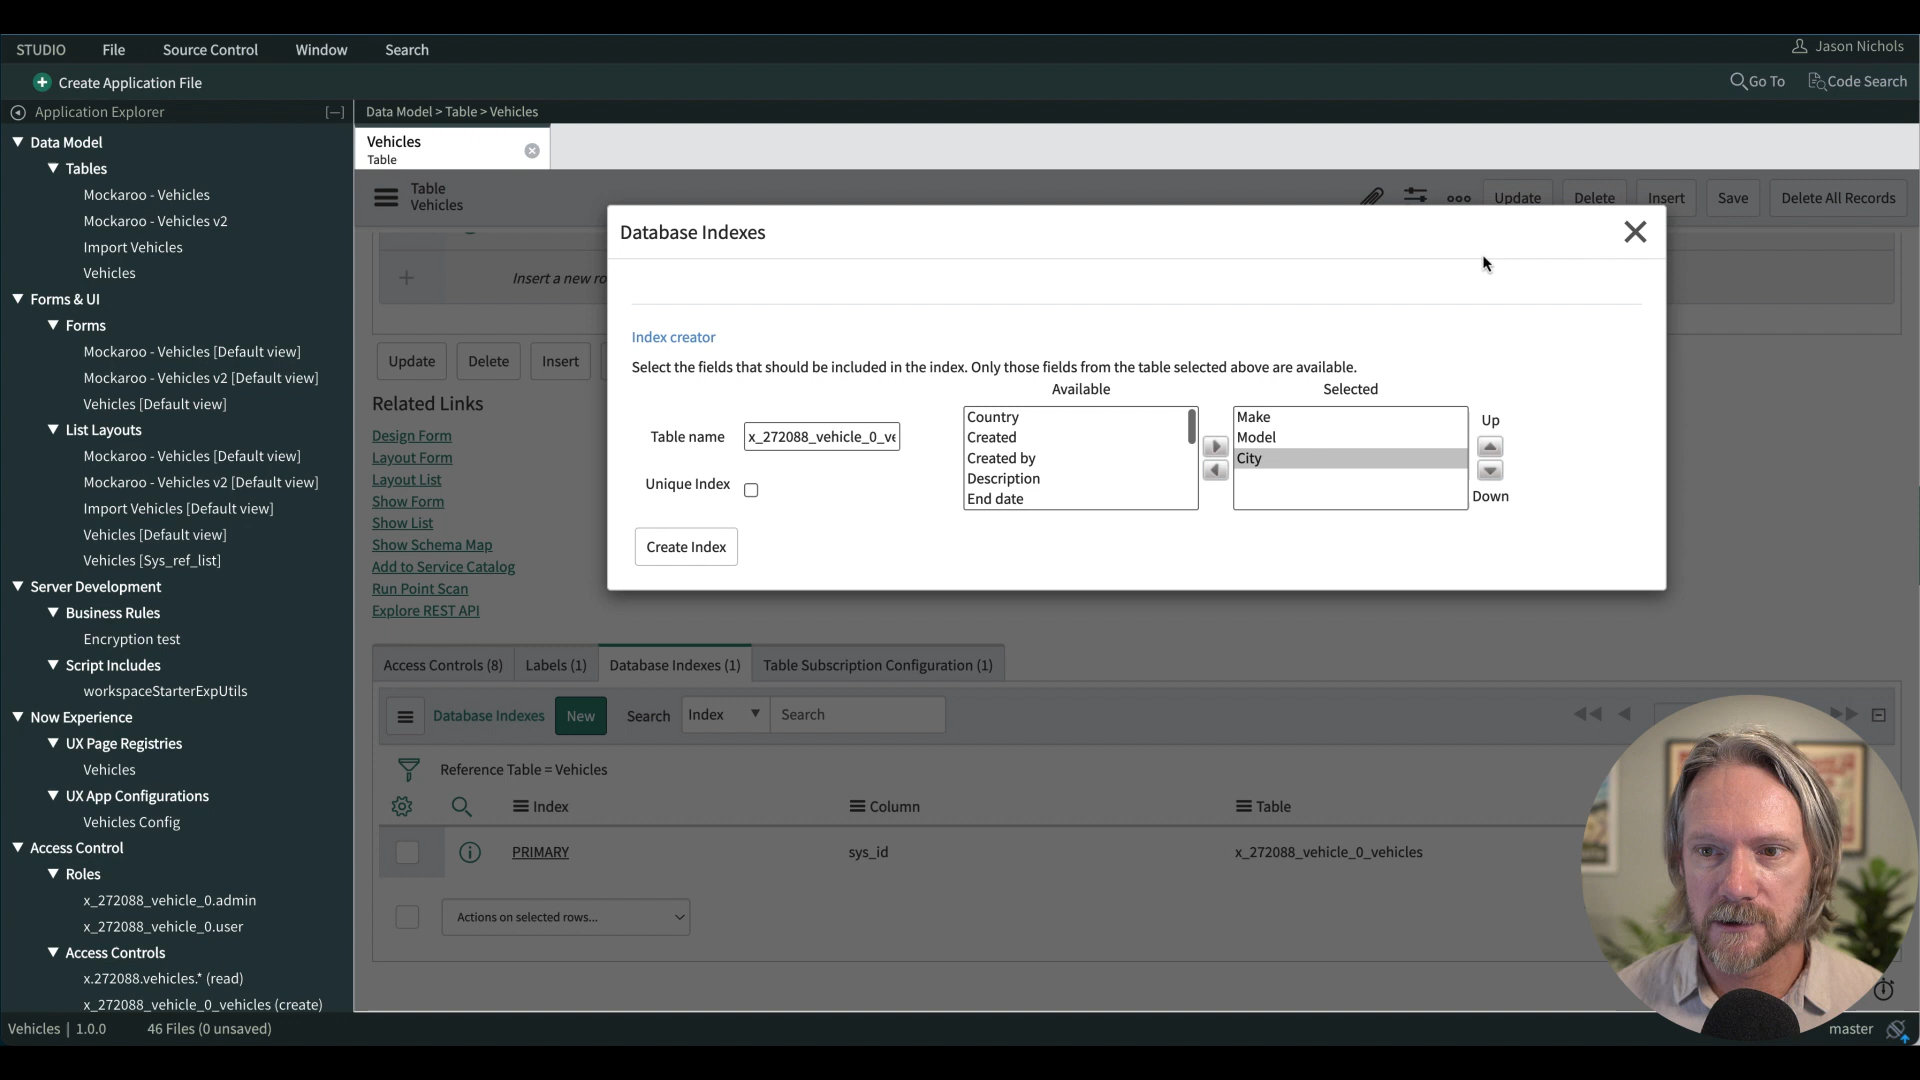 STUDIO File Source Control Window Search Jason Nichols
Create Application File Go To Code Search
Application Explorer [—]
Data Model > Table > Vehicles
Data Model
Tables
Mockaroo - Vehicles
Mockaroo - Vehicles v2
Import Vehicles
Vehicles
Forms & UI
Forms
Mockaroo - Vehicles [Default view]
Mockaroo - Vehicles v2 [Default view]
Vehicles [Default view]
List Layouts
Mockaroo - Vehicles [Default view]
Mockaroo - Vehicles v2 [Default view]
Import Vehicles [Default view]
Vehicles [Default view]
Vehicles [Sys_ref_list]
Server Development
Business Rules
Encryption test
Script Includes
workspaceStarterExpUtils
Now Experience
UX Page Registries
Vehicles
UX App Configurations
Vehicles Config
Access Control
Roles
x_272088_vehicle_0.admin
x_272088_vehicle_0.user
Access Controls
x.272088.vehicles.* (read)
x_272088_vehicle_0_vehicles (create)
Vehicles
Table
Table
Vehicles
Update Delete Insert Save Delete All Records
Insert a new ro
Update Delete Insert
Related Links
Design Form
Layout Form
Layout List
Show Form
Show List
Show Schema Map
Add to Service Catalog
Run Point Scan
Explore REST API
Database Indexes
Index creator
Select the fields that should be included in the index. Only those fields from the table selected above are available.
Available Selected
Table name x_272088_vehicle_0_ve
Unique Index
Country
Created
Created by
Description
End date
Make
Model
City
Up
Down
Create Index
Access Controls (8) Labels (1) Database Indexes (1) Table Subscription Configuration (1)
Database Indexes New Search Index Search
Reference Table = Vehicles
Index Column Table
PRIMARY sys_id x_272088_vehicle_0_vehicles
Actions on selected rows...
Vehicles | 1.0.0 46 Files (0 unsaved) master